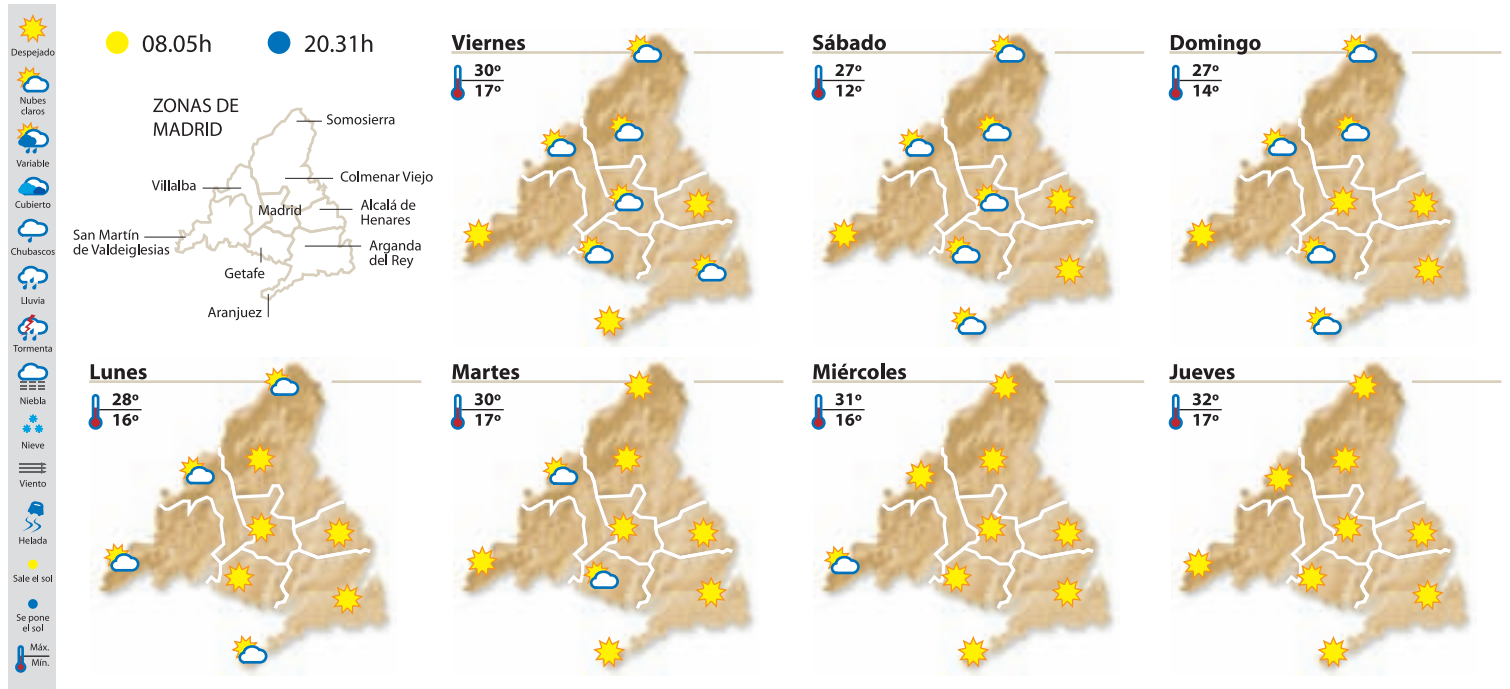 Despejado
Nubes
claros
Variable
Cubierto
Chubascos
Lluvia
Tormenta
Niebla
Nieve
Viento
Helada
Sale el sol
Se pone
el sol
Máx.
Mín.
08.05h
20.31h
ZONAS DE
MADRID
Somosierra
Colmenar Viejo
Villalba
Madrid
Alcalá de
Henares
San Martín
de Valdeiglesias
Arganda
del Rey
Getafe
Aranjuez
Viernes
30º
17º
Sábado
27º
12º
Domingo
27º
14º
Lunes
28º
16º
Martes
30º
17º
Miércoles
31º
16º
Jueves
32º
17º